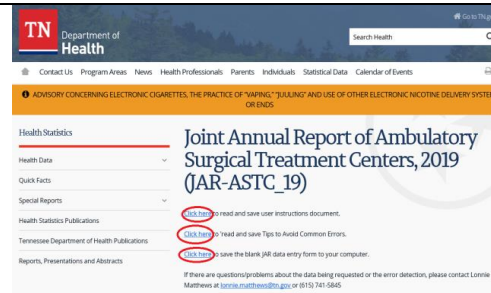 Go to TN.g
TN
Department of
Health
Search Health
Contact Us Program Areas News Health Professionals Parents Individuals Statistical Data Calendar of Events
ADVISORY CONCERNING ELECTRONIC CIGARETTES, THE PRACTICE OF "VAPING," "JUULING" AND USE OF OTHER ELECTRONIC NICOTINE DELIVERY SYSTE
OR ENDS
Health Statistics
Health Data
Quick Facts
Special Reports
Health Statistics Publications
Tennessee Department of Health Publications
Reports, Presentations and Abstracts
Joint Annual Report of Ambulatory
Surgical Treatment Centers, 2019
(JAR-ASTC_19)
Click here to read and save user instructions document.
Click here to 'read and save Tips to Avoid Common Errors.
Click here to save the blank JAR data entry form to your computer.
If there are questions/problems about the data being requested or the error detection, please contact Lonnie
Matthews at lonnie.matthews@tn.gov or (615) 741-5845